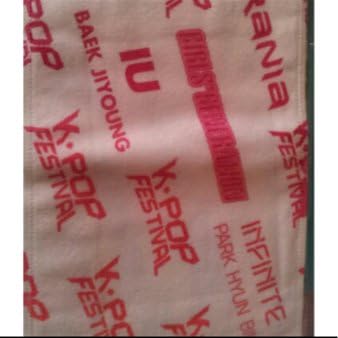 K·POP
FESTIVAL
IU
BAEK JIYOUNG
RANIA
K·POP
FESTIVAL
K·POP
FESTIVAL
INFINITE
PARK HYUN BI
K·POP
FESTIVAL